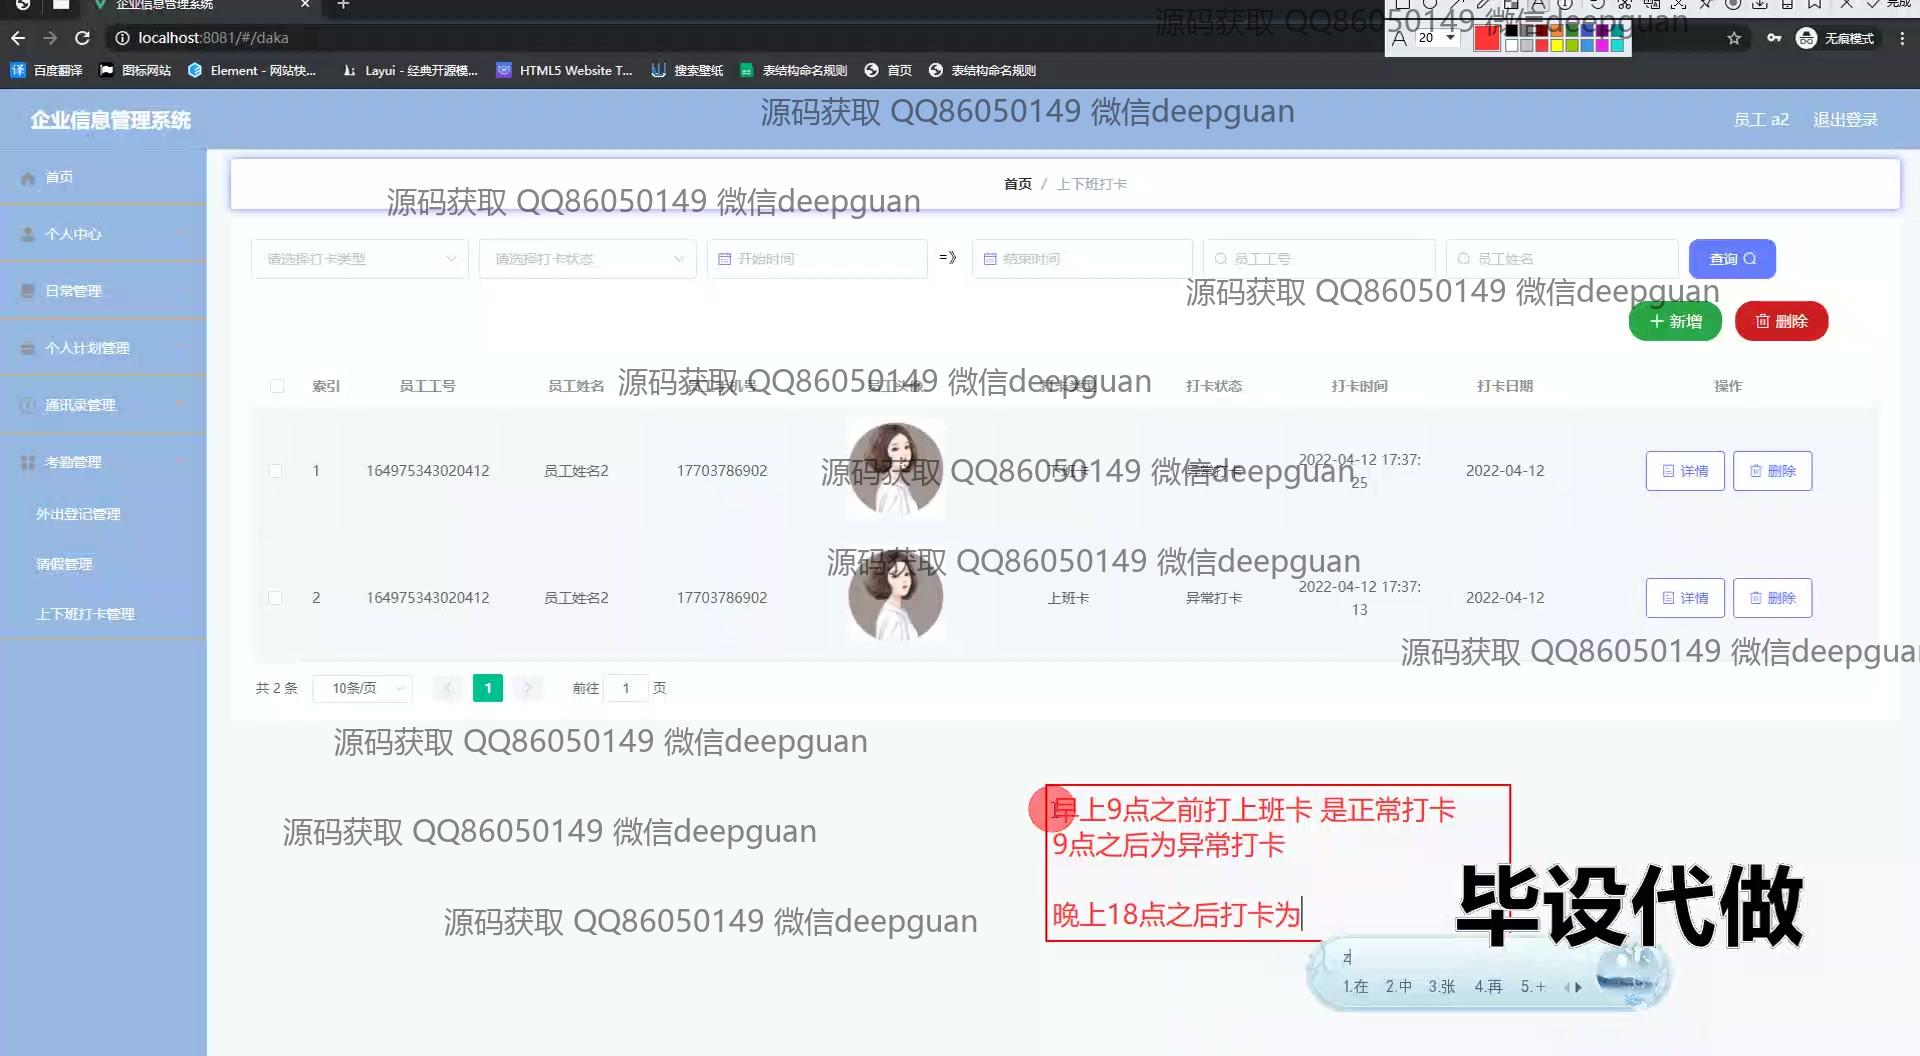 企业信息管理系统
localhost:8081/#/daka
无痕模式
20
完成
百度翻译
图标网站
Element - 网站快...
Layui - 经典开源模...
HTML5 Website T...
搜索壁纸
表结构命名规则
首页
表结构命名规则
源码获取 QQ86050149 微信deepguan
企业信息管理系统
源码获取 QQ86050149 微信deepguan
员工 a2
退出登录
首页
个人中心
日常管理
个人计划管理
通讯录管理
考勤管理
外出登记管理
请假管理
上下班打卡管理
首页 / 上下班打卡
源码获取 QQ86050149 微信deepguan
请选择打卡类型
请选择打卡状态
开始时间
=》
结束时间
员工工号
员工姓名
查询
源码获取 QQ86050149 微信deepguan
新增
删除
索引 员工工号 员工姓名 员工手机号 员工头像 打卡类型 打卡状态 打卡时间 打卡日期 操作
源码获取 QQ86050149 微信deepguan
1 164975343020412 员工姓名2 17703786902 下班卡 异常打卡 2022-04-12 17:37:25 2022-04-12 详情 删除
源码获取 QQ86050149 微信deepguan
源码获取 QQ86050149 微信deepguan
2 164975343020412 员工姓名2 17703786902 上班卡 异常打卡 2022-04-12 17:37:13 2022-04-12 详情 删除
源码获取 QQ86050149 微信deepguan
共 2 条
10条/页
1
前往 1 页
源码获取 QQ86050149 微信deepguan
源码获取 QQ86050149 微信deepguan
源码获取 QQ86050149 微信deepguan
早上9点之前打上班卡 是正常打卡
9点之后为异常打卡
晚上18点之后打卡为
毕设代做
z
1.在 2.中 3.张 4.再 5.+